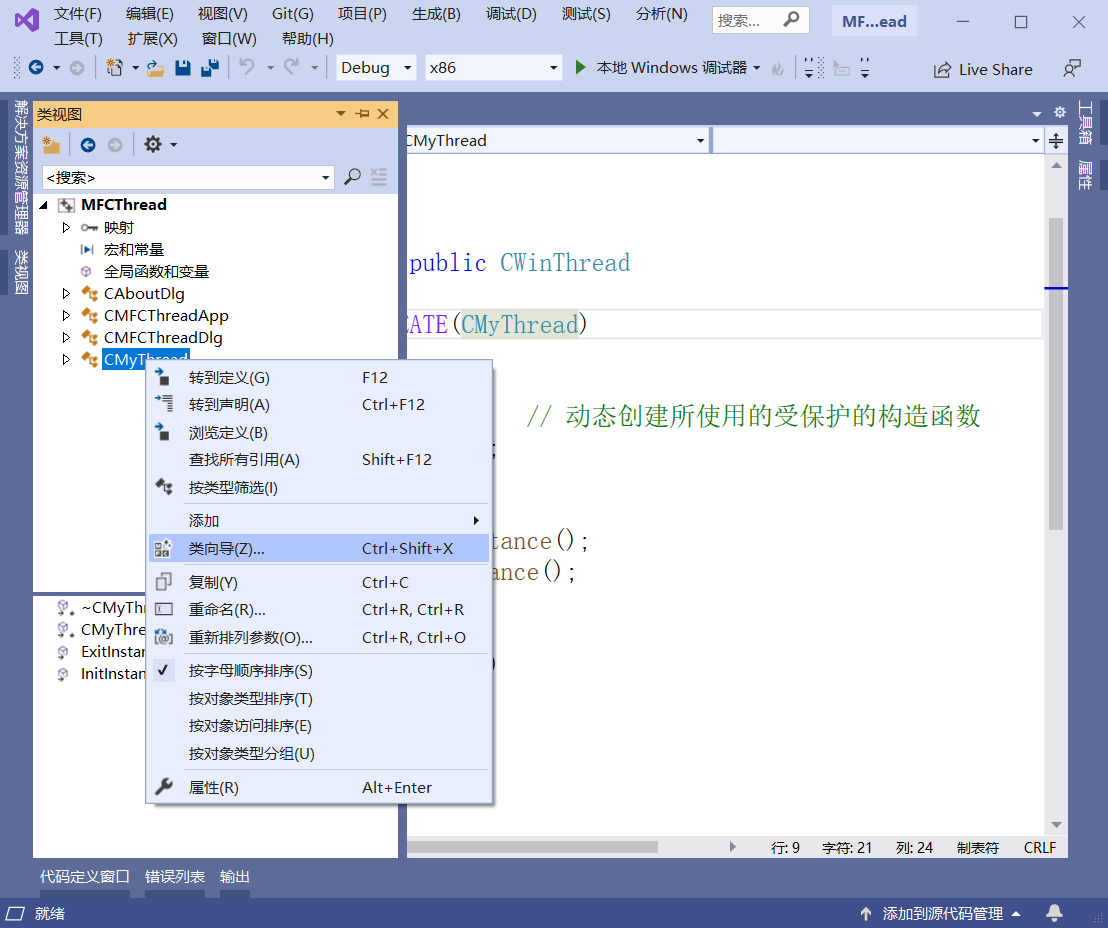 文件(F) 编辑(E) 视图(V) Git(G) 项目(P) 生成(B) 调试(D) 测试(S) 分析(N) 搜索... MF...ead
工具(T) 扩展(X) 窗口(W) 帮助(H)
Debug x86 本地 Windows 调试器 Live Share
解决方案资源管理器
类视图
类视图
<搜索>
MFCThread
映射
宏和常量
全局函数和变量
CAboutDlg
CMFCThreadApp
CMFCThreadDlg
CMyThread
~CMyThr
CMyThre
ExitInstan
InitInstan
转到定义(G) F12
转到声明(A) Ctrl+F12
浏览定义(B)
查找所有引用(A) Shift+F12
按类型筛选(I)
添加
类向导(Z)... Ctrl+Shift+X
复制(Y) Ctrl+C
重命名(R)... Ctrl+R, Ctrl+R
重新排列参数(O)... Ctrl+R, Ctrl+O
按字母顺序排序(S)
按对象类型排序(T)
按对象访问排序(E)
按对象类型分组(U)
属性(R) Alt+Enter
CMyThread
public CWinThread
EATE(CMyThread)
// 动态创建所使用的受保护的构造函数
;
tance();
ance();
)
工具箱
属性
行: 9 字符: 21 列: 24 制表符 CRLF
代码定义窗口 错误列表 输出
就绪 添加到源代码管理